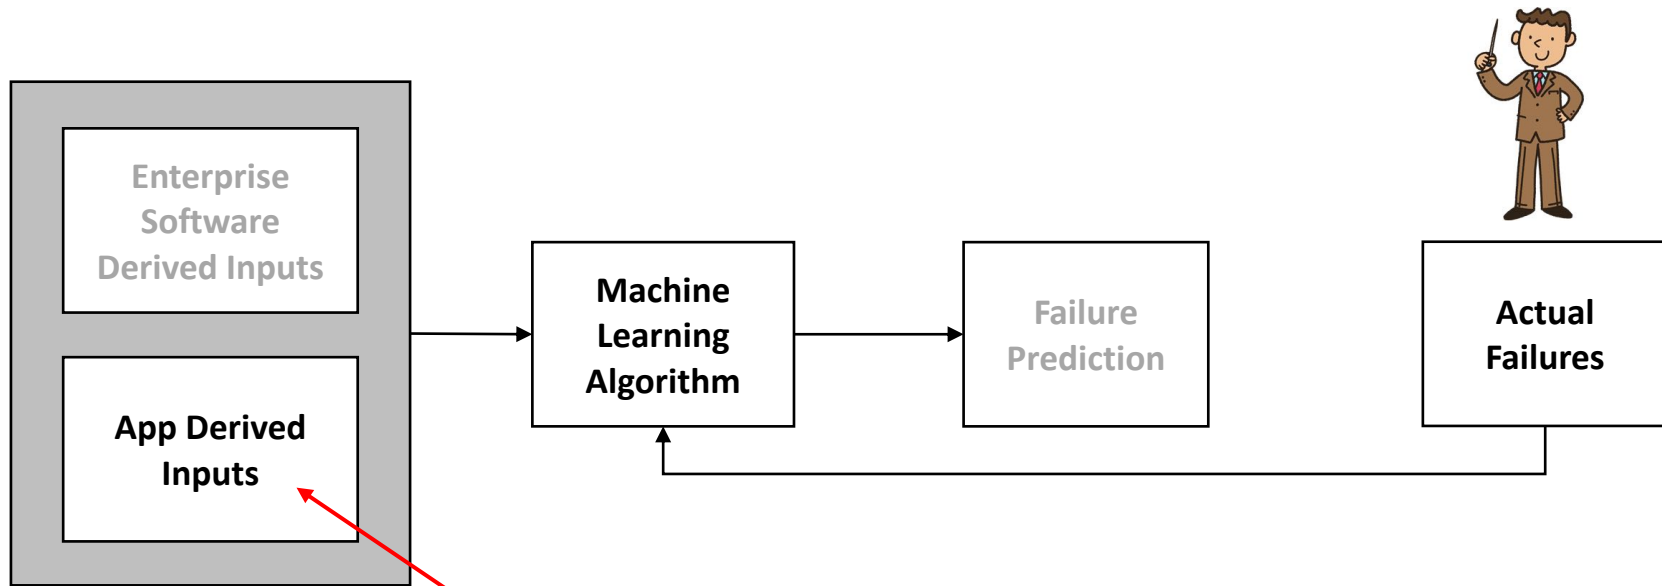 Enterprise
Software
Derived Inputs
App Derived
Inputs
Machine
Learning
Algorithm
Failure
Prediction
Actual
Failures